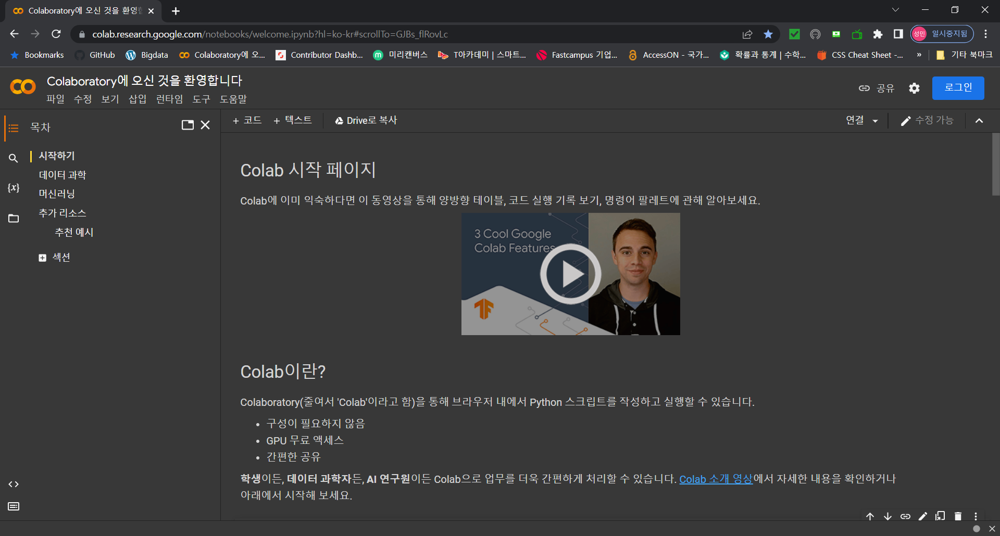 Colaboratory에 오신 것을 환영합
colab.research.google.com/notebooks/welcome.ipynb?hl=ko-kr#scrollTo=GJBs_flRovLc
성민 일시중지됨
Bookmarks GitHub Bigdata Colaboratory에 오... Contributor Dashb... 미리캔버스 T아카데미 | 스마트... Fastcampus 기업... AccessON - 국가... 확률과 통계 | 수학... CSS Cheat Sheet -... » 기타 북마크
Colaboratory에 오신 것을 환영합니다
파일 수정 보기 삽입 런타임 도구 도움말
공유 로그인
목차
+ 코드 + 텍스트 Drive로 복사 연결 수정 가능
시작하기
데이터 과학
머신러닝
추가 리소스
추천 예시
섹션
{x}
Colab 시작 페이지
Colab에 이미 익숙하다면 이 동영상을 통해 양방향 테이블, 코드 실행 기록 보기, 명령어 팔레트에 관해 알아보세요.
3 Cool Google
Colab Features
Colab이란?
Colaboratory(줄여서 'Colab'이라고 함)을 통해 브라우저 내에서 Python 스크립트를 작성하고 실행할 수 있습니다.
• 구성이 필요하지 않음
• GPU 무료 액세스
• 간편한 공유
학생이든, 데이터 과학자든, AI 연구원이든 Colab으로 업무를 더욱 간편하게 처리할 수 있습니다. Colab 소개 영상에서 자세한 내용을 확인하거나
아래에서 시작해 보세요.